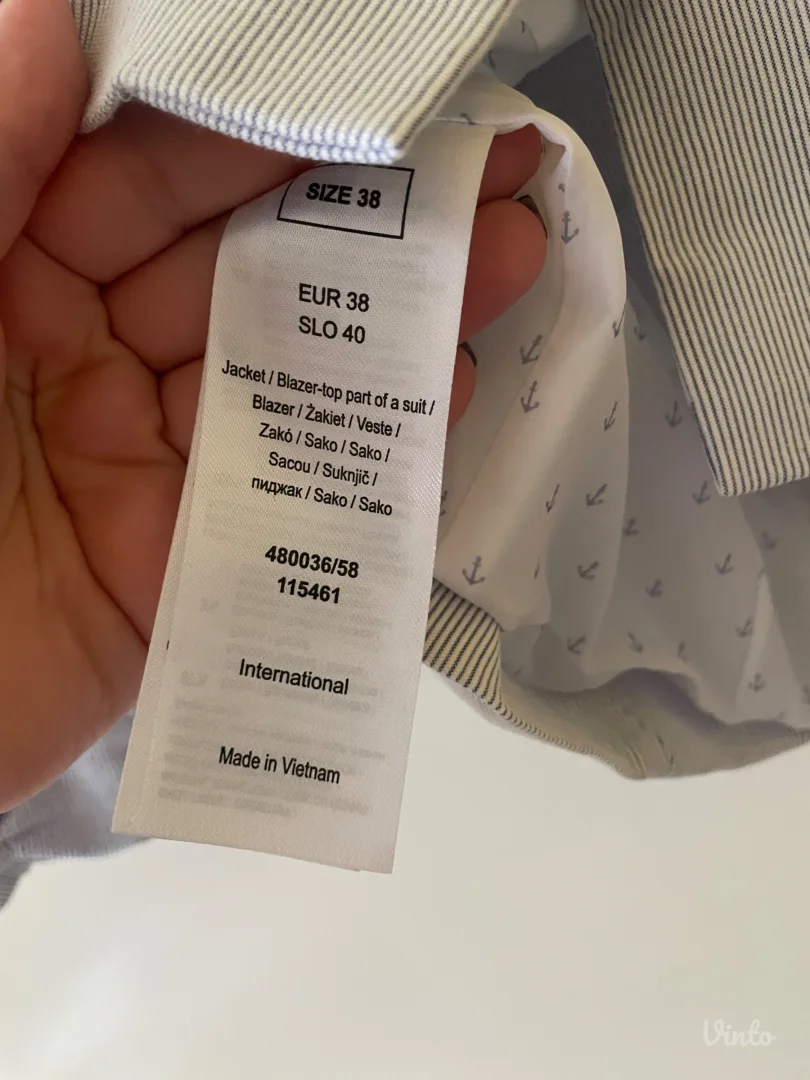 SIZE 38
EUR 38
SLO 40
Jacket / Blazer-top part of a suit /
Blazer / Żakiet / Veste /
Zakó / Sako / Sako /
Sacou / Suknjič /
пиджак / Sako / Sako
480036/58
115461
International
Made in Vietnam
Vinto